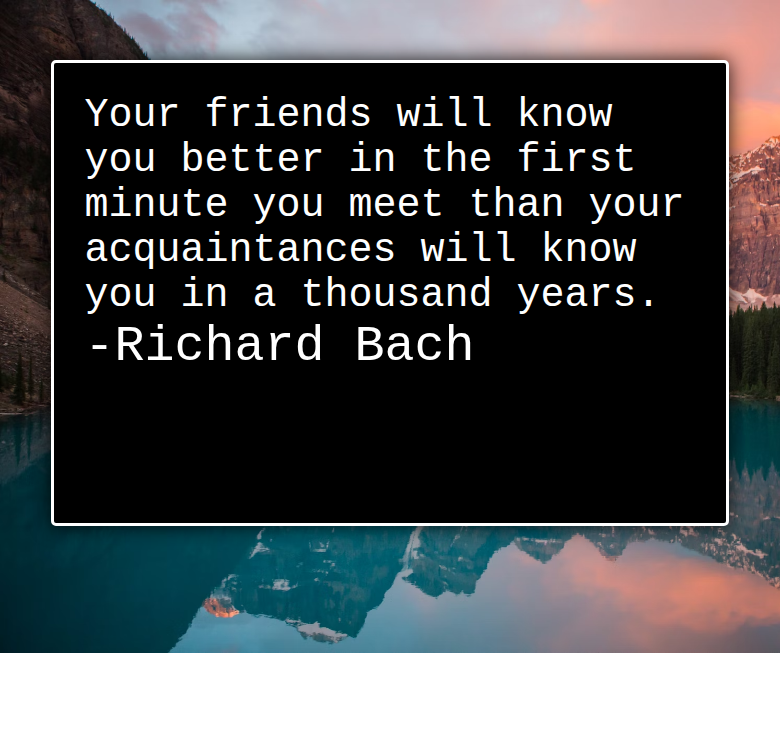 Your friends will know
you better in the first
minute you meet than your
acquaintances will know
you in a thousand years.
-Richard Bach